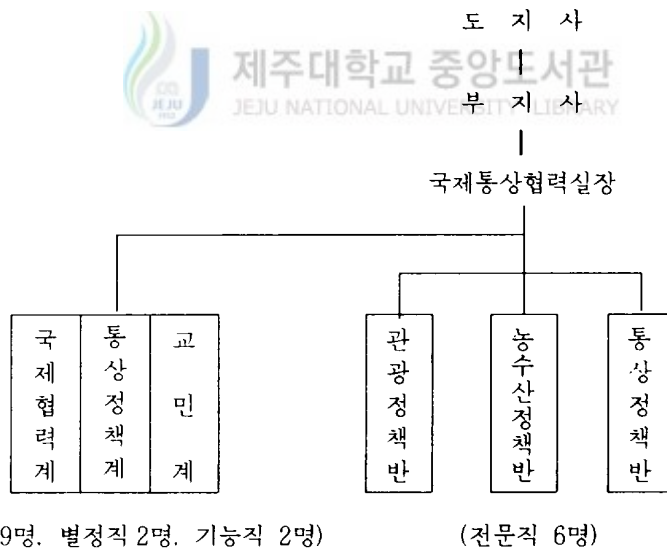 도 지 사
제주대학교 중앙도서관
JEJU NATIONAL UNIVERSITY LIBRARY
부 지 사
JEJU
1952
국제통상협력실장
국제협력계
통상정책계
교민계
관광정책반
농수산정책반
통상정책반
9명. 별정직 2명. 기능직 2명)
(전문직 6명)